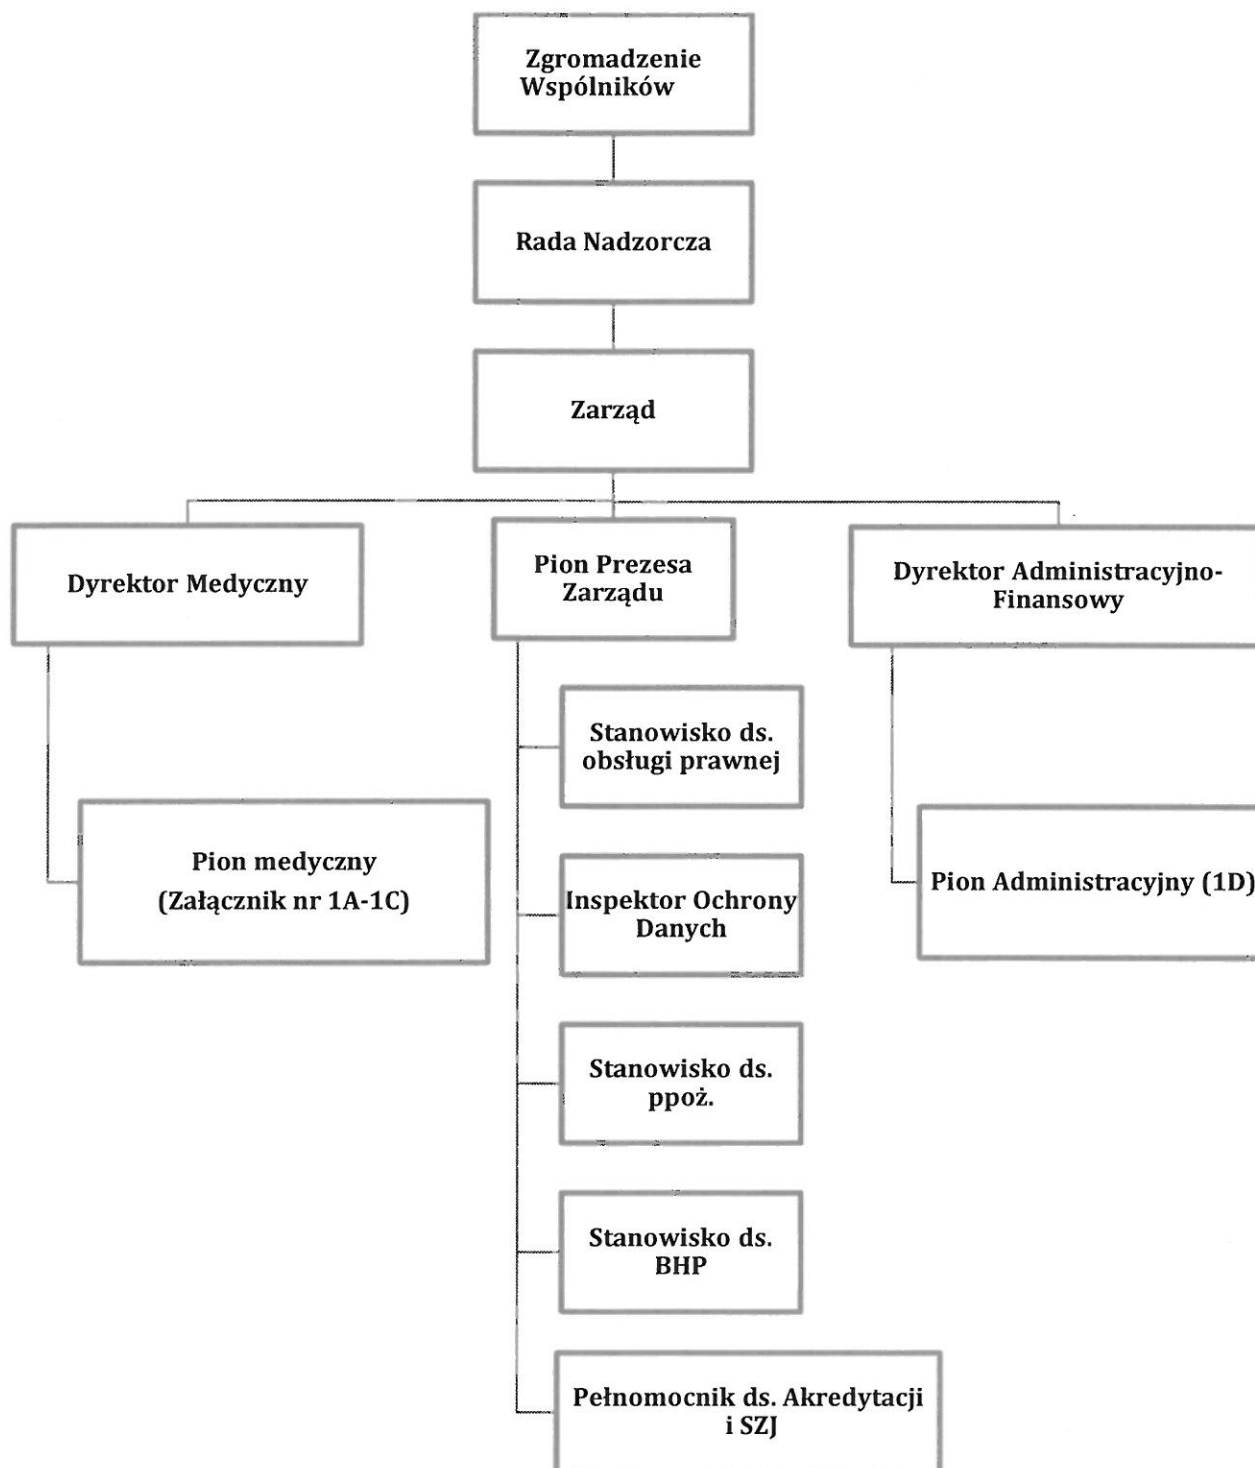 Zgromadzenie
Wspólników
Rada Nadzorcza
Zarząd
Dyrektor Medyczny
Pion Prezesa
Zarządu
Dyrektor Administracyjno-
Finansowy
Stanowisko ds.
obsługi prawnej
Pion medyczny
(Załącznik nr 1A-1C)
Inspektor Ochrony
Danych
Pion Administracyjny (1D)
Stanowisko ds.
ppoż.
Stanowisko ds.
BHP
Pełnomocnik ds. Akredytacji
i SZJ